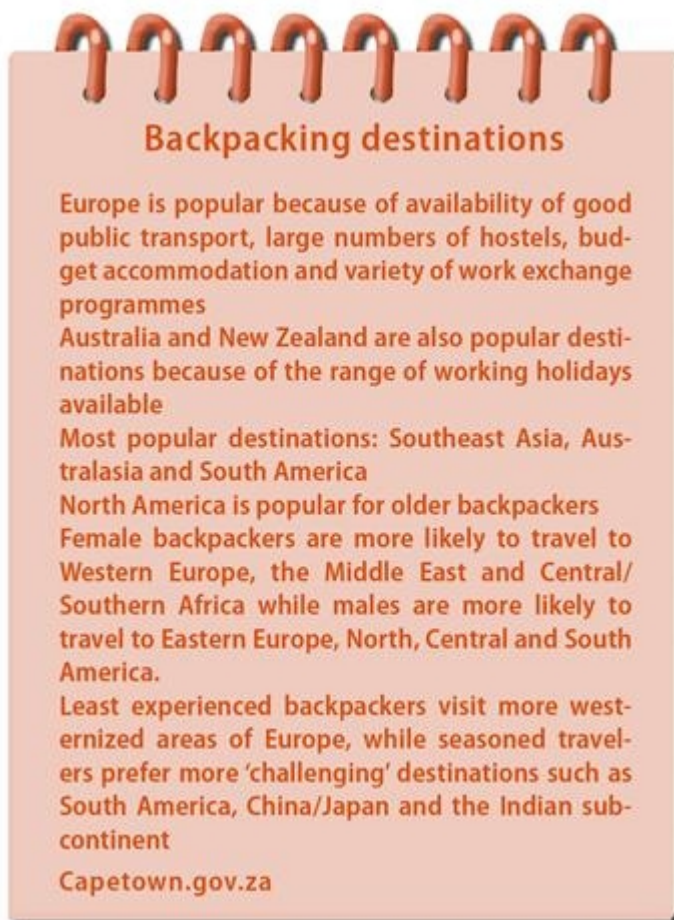 Backpacking destinations
Europe is popular because of availability of good
public transport, large numbers of hostels, bud-
get accommodation and variety of work exchange
programmes
Australia and New Zealand are also popular desti-
nations because of the range of working holidays
available
Most popular destinations: Southeast Asia, Aus-
tralasia and South America
North America is popular for older backpackers
Female backpackers are more likely to travel to
Western Europe, the Middle East and Central/
Southern Africa while males are more likely to
travel to Eastern Europe, North, Central and South
America.
Least experienced backpackers visit more west-
ernized areas of Europe, while seasoned travel-
ers prefer more ‘challenging’ destinations such as
South America, China/Japan and the Indian sub-
continent
Capetown.gov.za